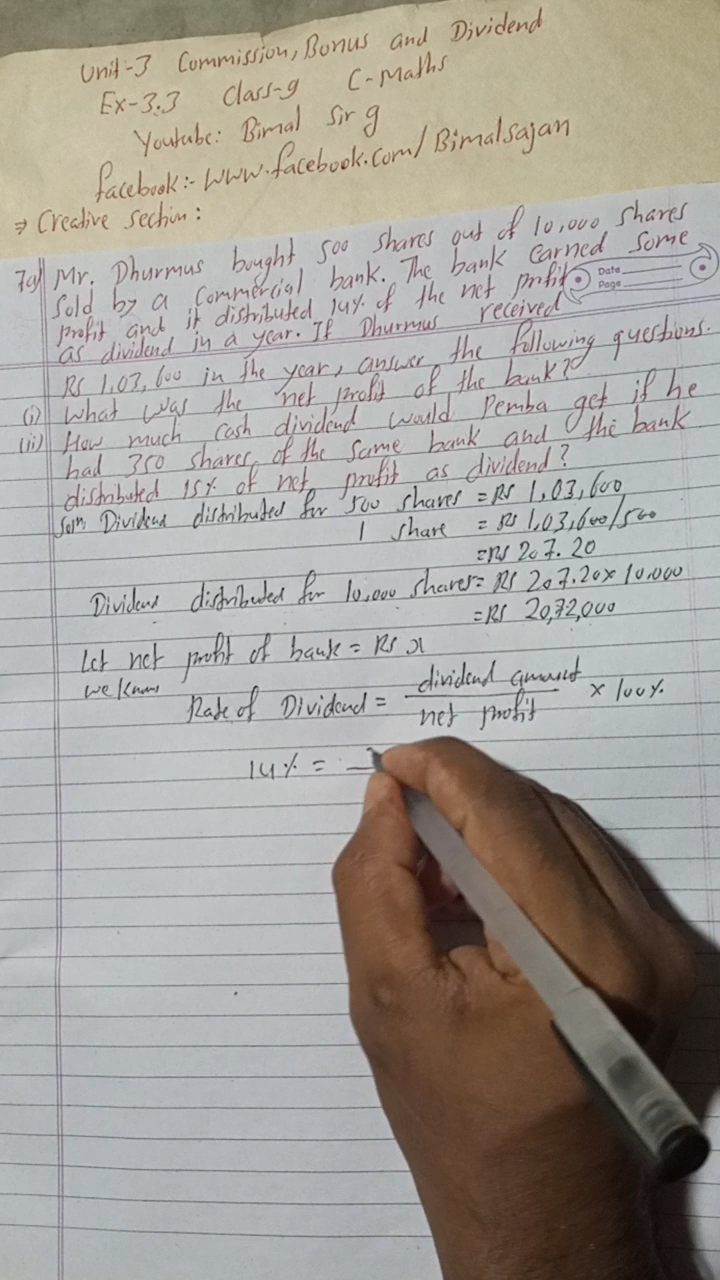 Unit-3 Commission, Bonus and Dividend
Ex-3.3 Class-9 C-Maths
Youtube: Bimal Sir g
facebook:- www.facebook.com/Bimalsajan
⇒ Creative section:
7a) Mr. Dhurmus bought 500 shares out of 10,000 shares
Sold by a Commercial bank. The bank earned some
profit and it distributed 14% of the net profit
Date
Page
as dividend in a year. If Dhurmus received
Rs 1,03,600 in the year, answer the following questions.
(i) What was the net profit of the bank?
(ii) How much cash dividend would Pemba get if he
had 350 shares of the same bank and the bank
distributed 15% of net profit as dividend?
Solⁿ: Dividend distributed for 500 shares = Rs 1,03,600
1 share = Rs 1,03,600/500
= Rs 207.20
Dividend distributed for 10,000 shares = Rs 207.20 × 10,000
= Rs 20,72,000
Let net profit of bank = Rs x
we know
Rate of Dividend = dividend amount / net profit × 100%
14% =